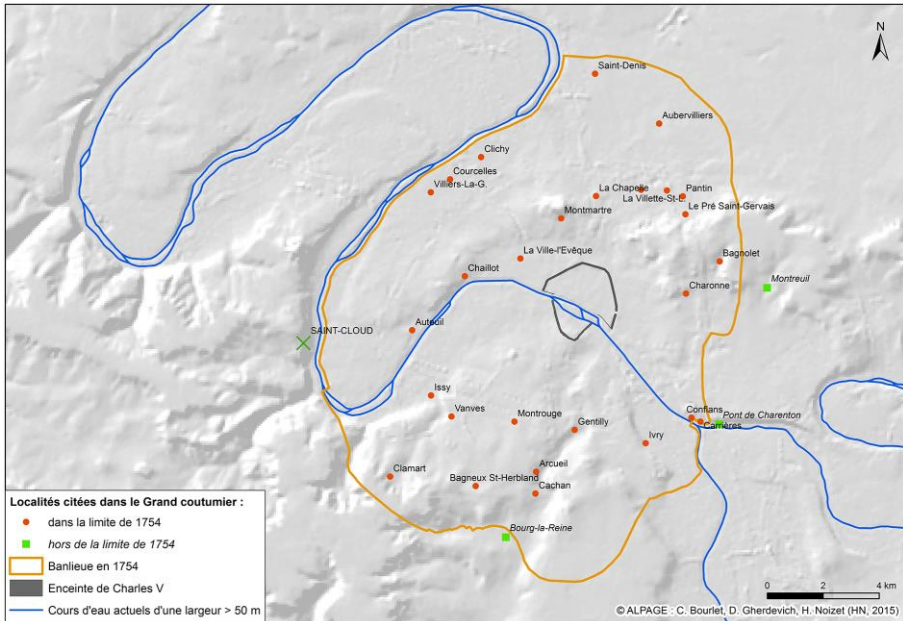 N
Saint-Denis
Aubervilliers
Clichy
Courcelles
Villiers-La-G.
La Chapelle
Pantin
La Villette-St-L.
Le Pré Saint-Gervais
Montmartre
La Ville-l'Evêque
Bagnolet
Chaillot
Montreuil
Charonne
Auteuil
SAINT-CLOUD
Issy
Vanves
Montrouge
Gentilly
Conflans
Pont de Charenton
Carrières
Ivry
Clamart
Arcueil
Bagneux St-Herbland
Cachan
Bourg-la-Reine
Localités citées dans le Grand coutumier :
dans la limite de 1754
hors de la limite de 1754
Banlieue en 1754
Enceinte de Charles V
Cours d'eau actuels d'une largeur > 50 m
0 2 4 km
© ALPAGE : C. Bourlet, D. Gherdevich, H. Noizet (HN, 2015)